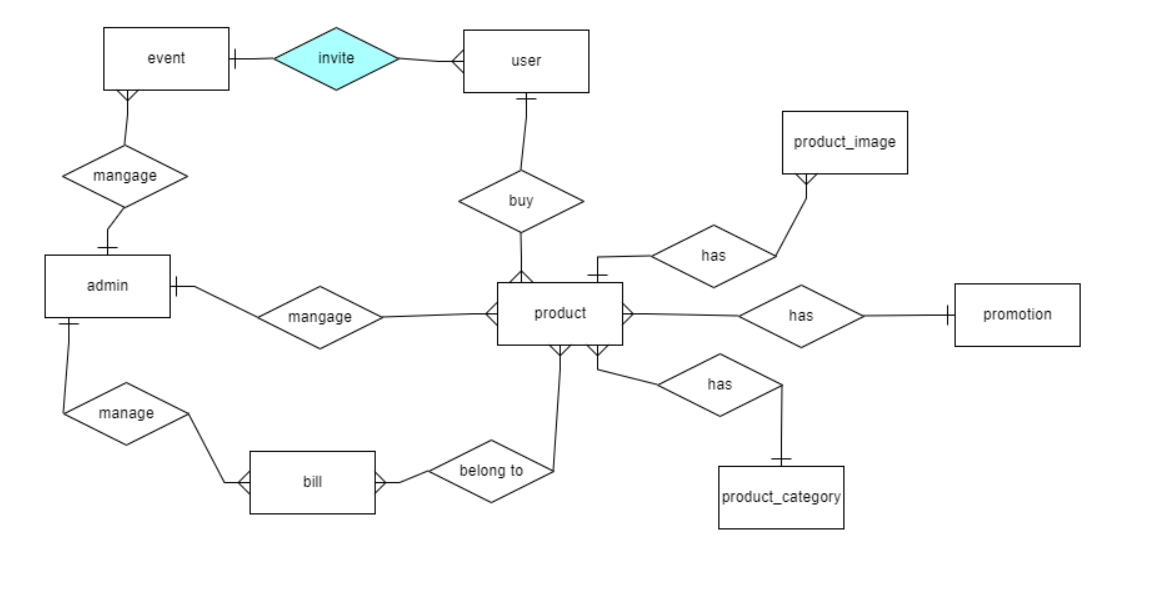 event
invite
user
product_image
mangage
buy
has
admin
mangage
product
has
promotion
has
manage
belong to
bill
product_category